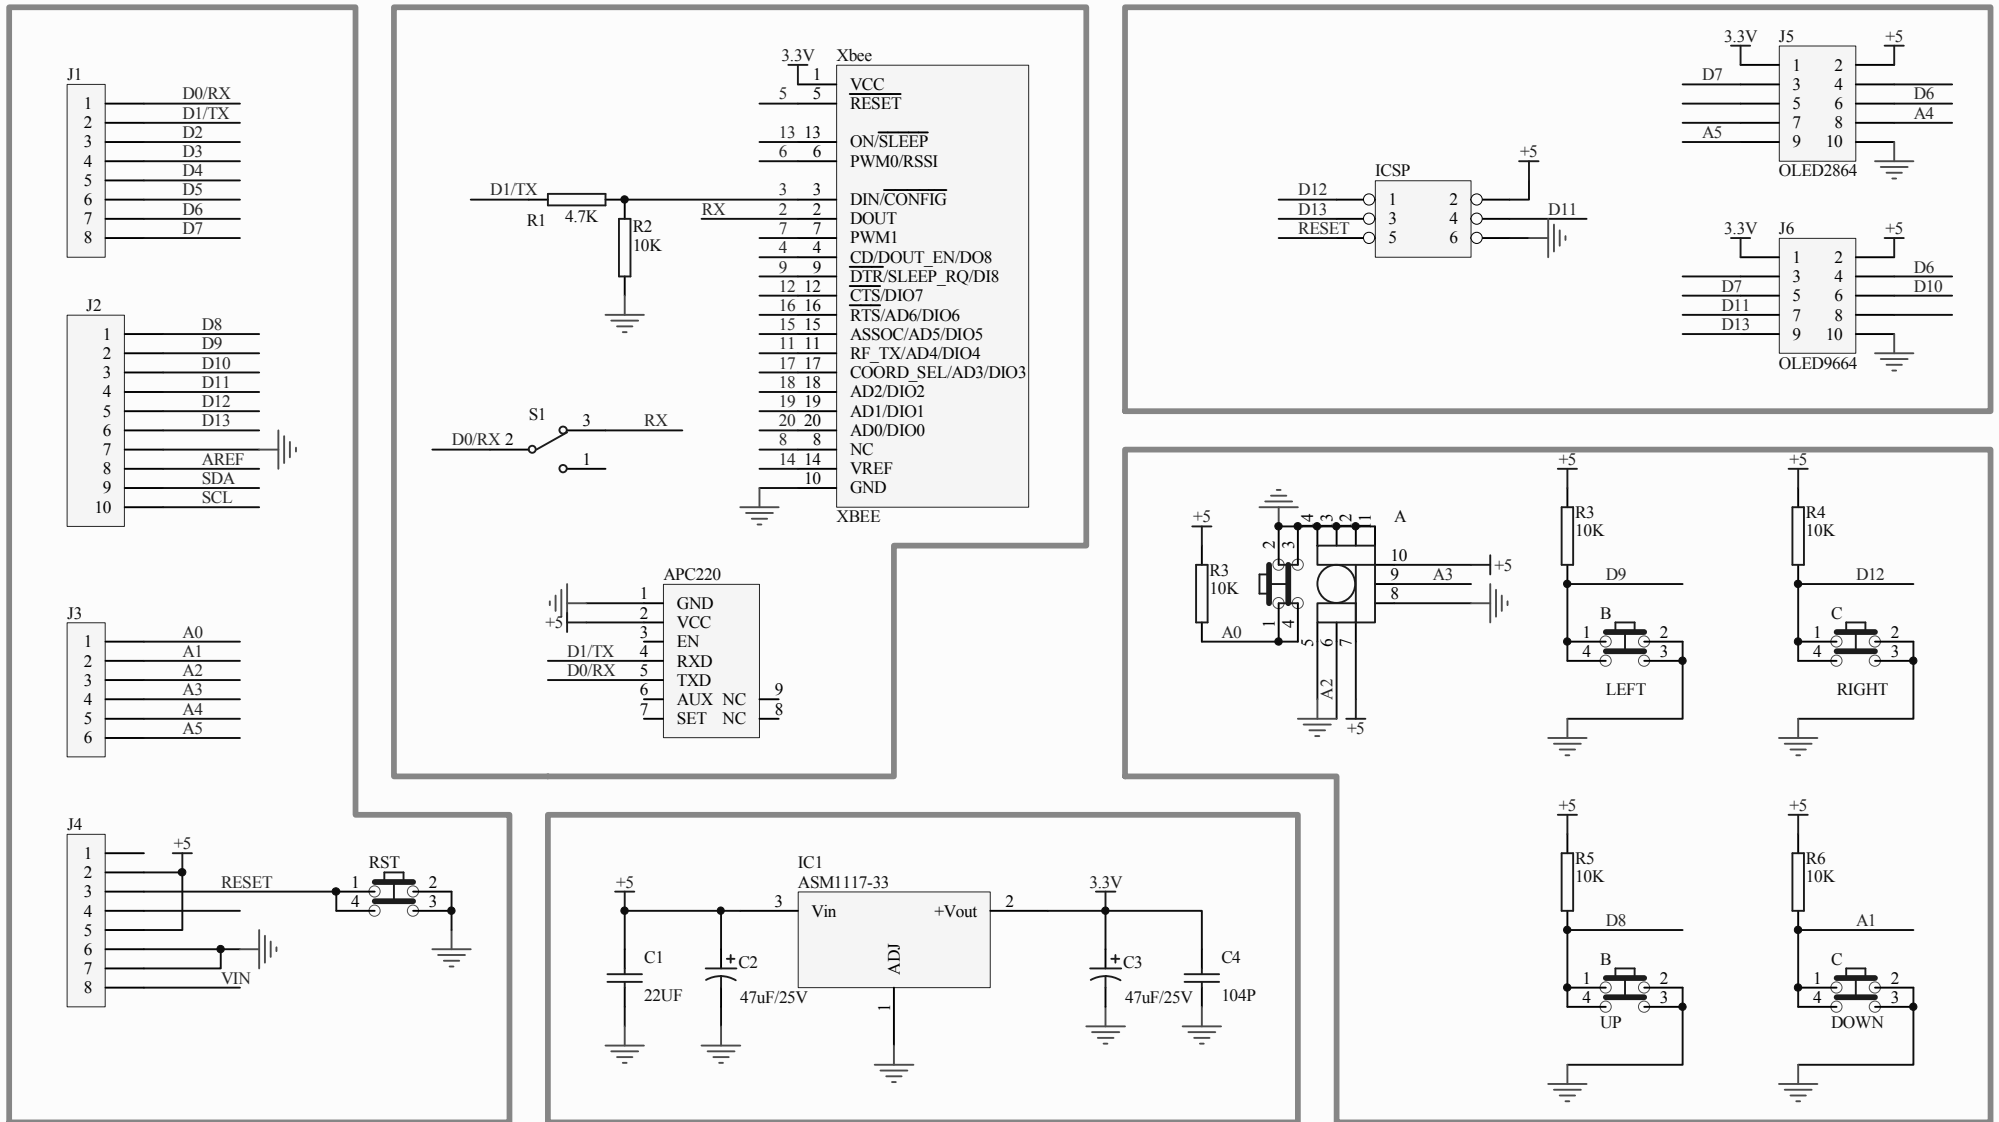 J1
1 D0/RX
2 D1/TX
3 D2
4 D3
5 D4
6 D5
7 D6
8 D7
J2
1 D8
2 D9
3 D10
4 D11
5 D12
6 D13
7
8 AREF
9 SDA
10 SCL
J3
1 A0
2 A1
3 A2
4 A3
5 A4
6 A5
J4
1 +5
2
3 RESET
4
5
6
7
8 VIN
RST
1 2
4 3
3.3V Xbee
1 VCC
5 5 RESET
13 13 ON/SLEEP
6 6 PWM0/RSSI
3 3 DIN/CONFIG
2 2 DOUT
7 7 PWM1
4 4 CD/DOUT_EN/DO8
9 9 DTR/SLEEP_RQ/DI8
12 12 CTS/DIO7
16 16 RTS/AD6/DIO6
15 15 ASSOC/AD5/DIO5
11 11 RF_TX/AD4/DIO4
17 17 COORD_SEL/AD3/DIO3
18 18 AD2/DIO2
19 19 AD1/DIO1
20 20 AD0/DIO0
8 8 NC
14 14 VREF
10 GND
XBEE
D1/TX
R1 4.7K
RX
R2
10K
S1
3 RX
D0/RX 2
1
APC220
1 GND
+5 2 VCC
3 EN
D1/TX 4 RXD
D0/RX 5 TXD
6 AUX NC 9
7 SET NC 8
IC1
ASM1117-33
+5 3 Vin +Vout 2 3.3V
ADJ
1
C1
22UF
+ C2
47uF/25V
+ C3
47uF/25V
C4
104P
ICSP +5
D12 1 2
D13 3 4 D11
RESET 5 6
3.3V J5 +5
1 2
D7 3 4
5 6 D6
7 8 A4
A5 9 10
OLED2864
3.3V J6 +5
1 2
3 4 D6
D7 5 6 D10
D11 7 8
D13 9 10
OLED9664
+5
R3
10K
A0
2 3
1 4
4 3 2 1 A
10 +5
9 A3
8
5 6 7
A2
+5
+5
R3
10K
D9
B
1 2
4 3
LEFT
+5
R4
10K
D12
C
1 2
4 3
RIGHT
+5
R5
10K
D8
B
1 2
4 3
UP
+5
R6
10K
A1
C
1 2
4 3
DOWN